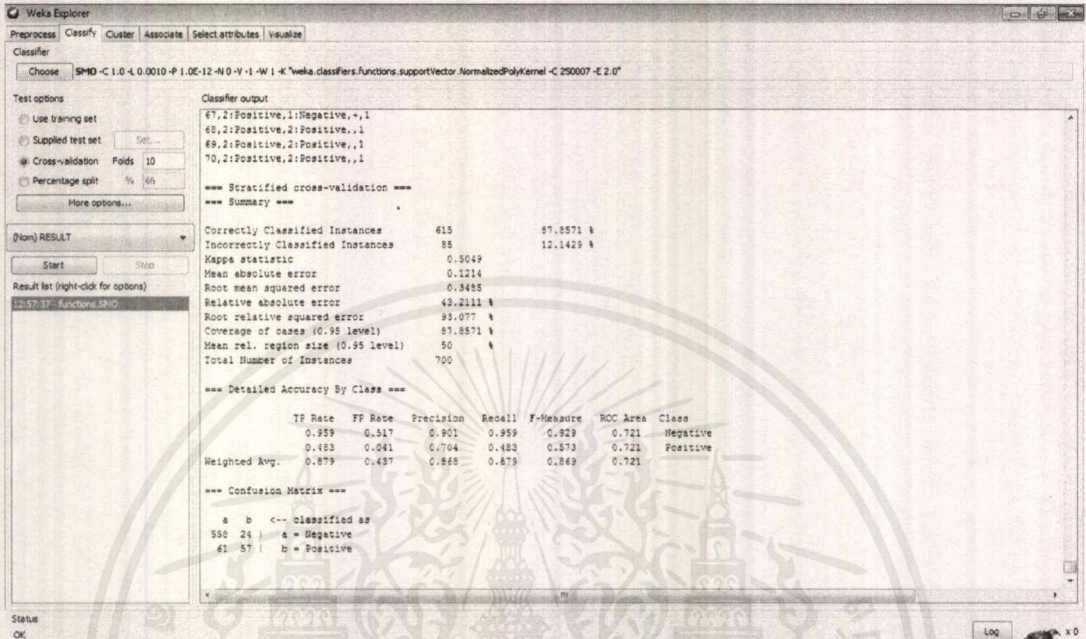 Weka Explorer
Preprocess Classify Cluster Associate Select attributes Visualize
Classifier
Choose SMO -C 1.0 -L 0.0010 -P 1.0E-12 -N 0 -V -1 -W 1 -K "weka.classifiers.functions.supportVector.NormalizedPolyKernel -C 250007 -E 2.0"
Test options
Use training set
Supplied test set Set...
Cross-validation Folds 10
Percentage split % 66
More options...
(Nom) RESULT
Start Stop
Result list (right-click for options)
12:57:37 - functions.SMO
Classifier output
67,2:Positive,1:Negative,+,1
68,2:Positive,2:Positive,,1
69,2:Positive,2:Positive,,1
70,2:Positive,2:Positive,,1
=== Stratified cross-validation ===
=== Summary ===
Correctly Classified Instances 615 87.8571 %
Incorrectly Classified Instances 85 12.1429 %
Kappa statistic 0.5049
Mean absolute error 0.1214
Root mean squared error 0.3485
Relative absolute error 43.2111 %
Root relative squared error 93.077 %
Coverage of cases (0.95 level) 87.8571 %
Mean rel. region size (0.95 level) 50 %
Total Number of Instances 700
=== Detailed Accuracy By Class ===
TP Rate FP Rate Precision Recall F-Measure ROC Area Class
0.959 0.517 0.901 0.959 0.929 0.721 Negative
0.483 0.041 0.704 0.483 0.573 0.721 Positive
Weighted Avg. 0.879 0.437 0.868 0.879 0.869 0.721
=== Confusion Matrix ===
a b <-- classified as
558 24 | a = Negative
61 57 | b = Positive
Status
OK
Log x 0